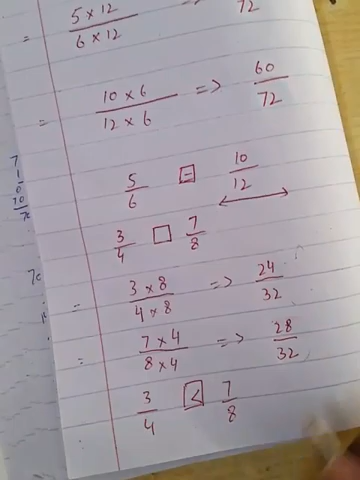 = 5 × 12 / 6 × 12 => / 72
= 10 × 6 / 12 × 6 => 60 / 72
5/6 = 10/12
3/4 □ 7/8
= 3 × 8 / 4 × 8 => 24/32
= 7 × 4 / 8 × 4 => 28/32
3/4 < 7/8